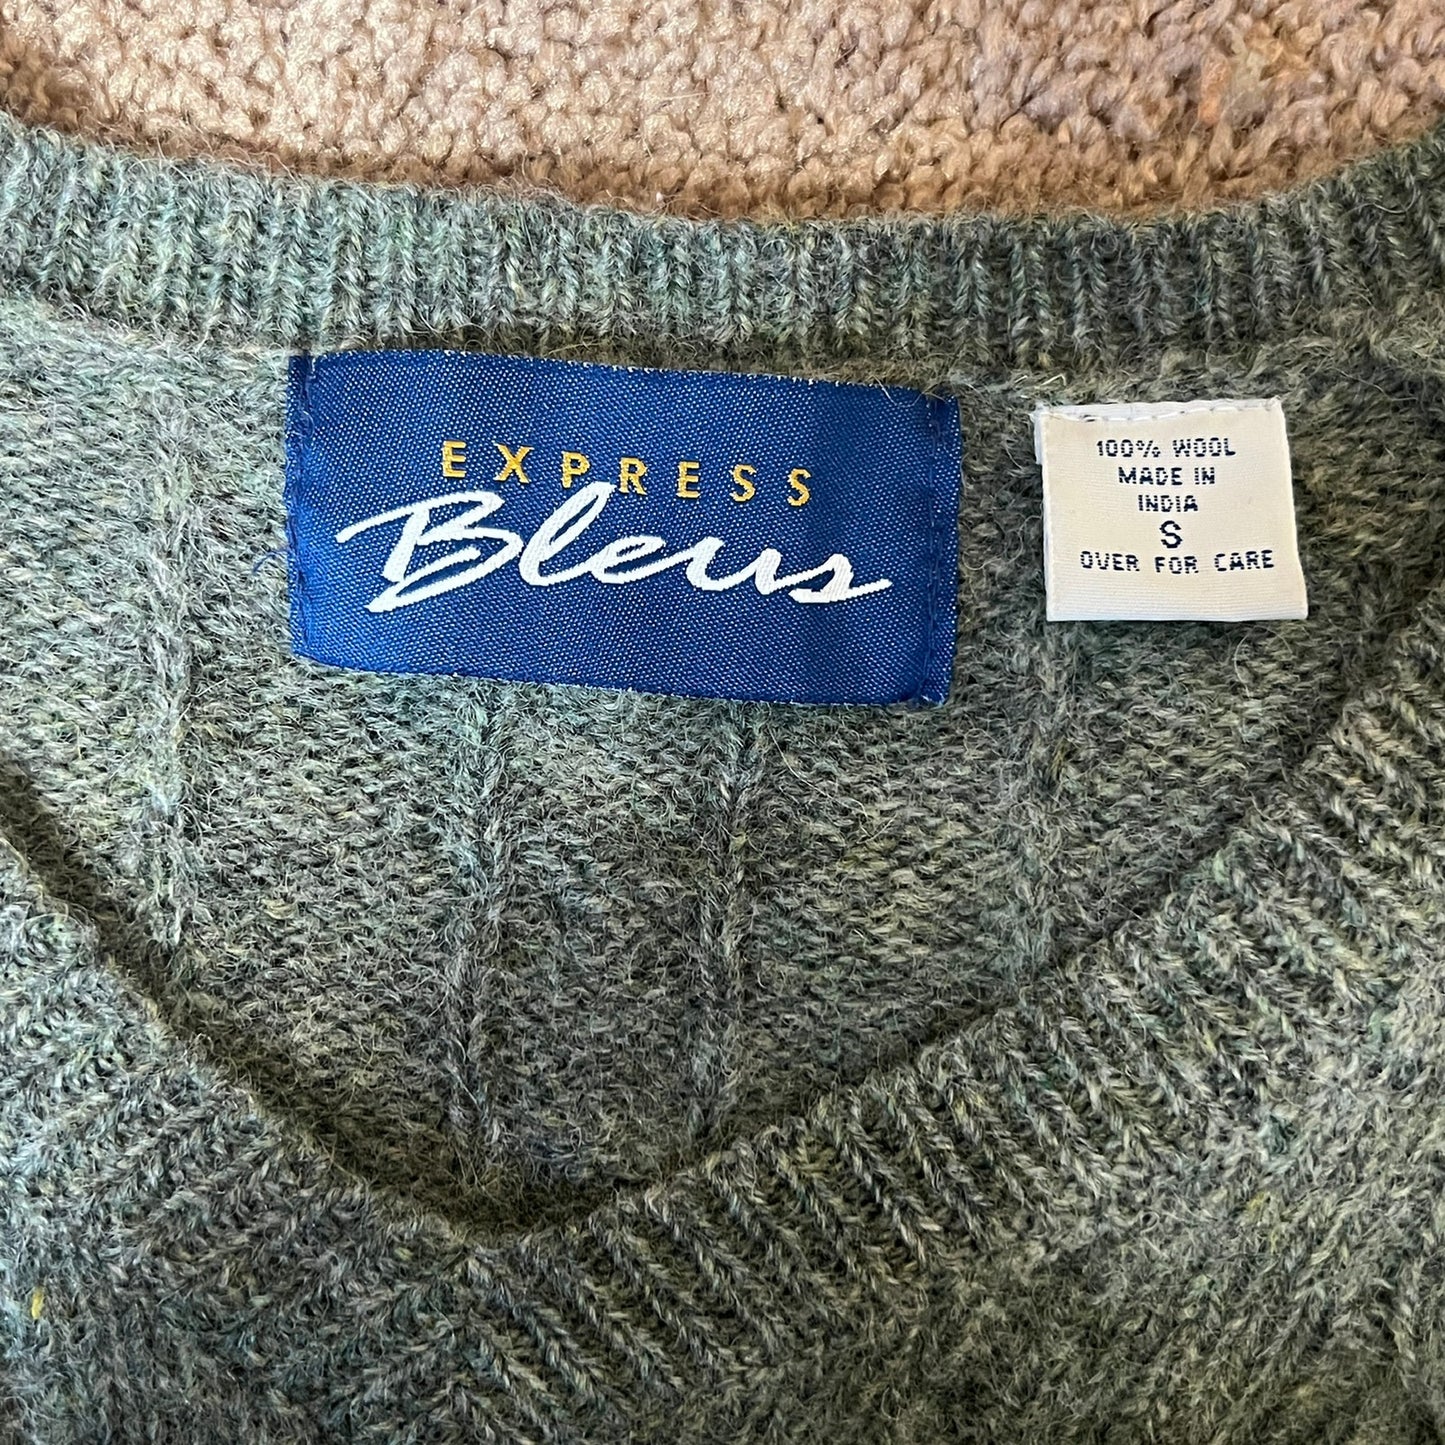 EXPRESS
Bleus
100% WOOL
MADE IN
INDIA
S
OVER FOR CARE